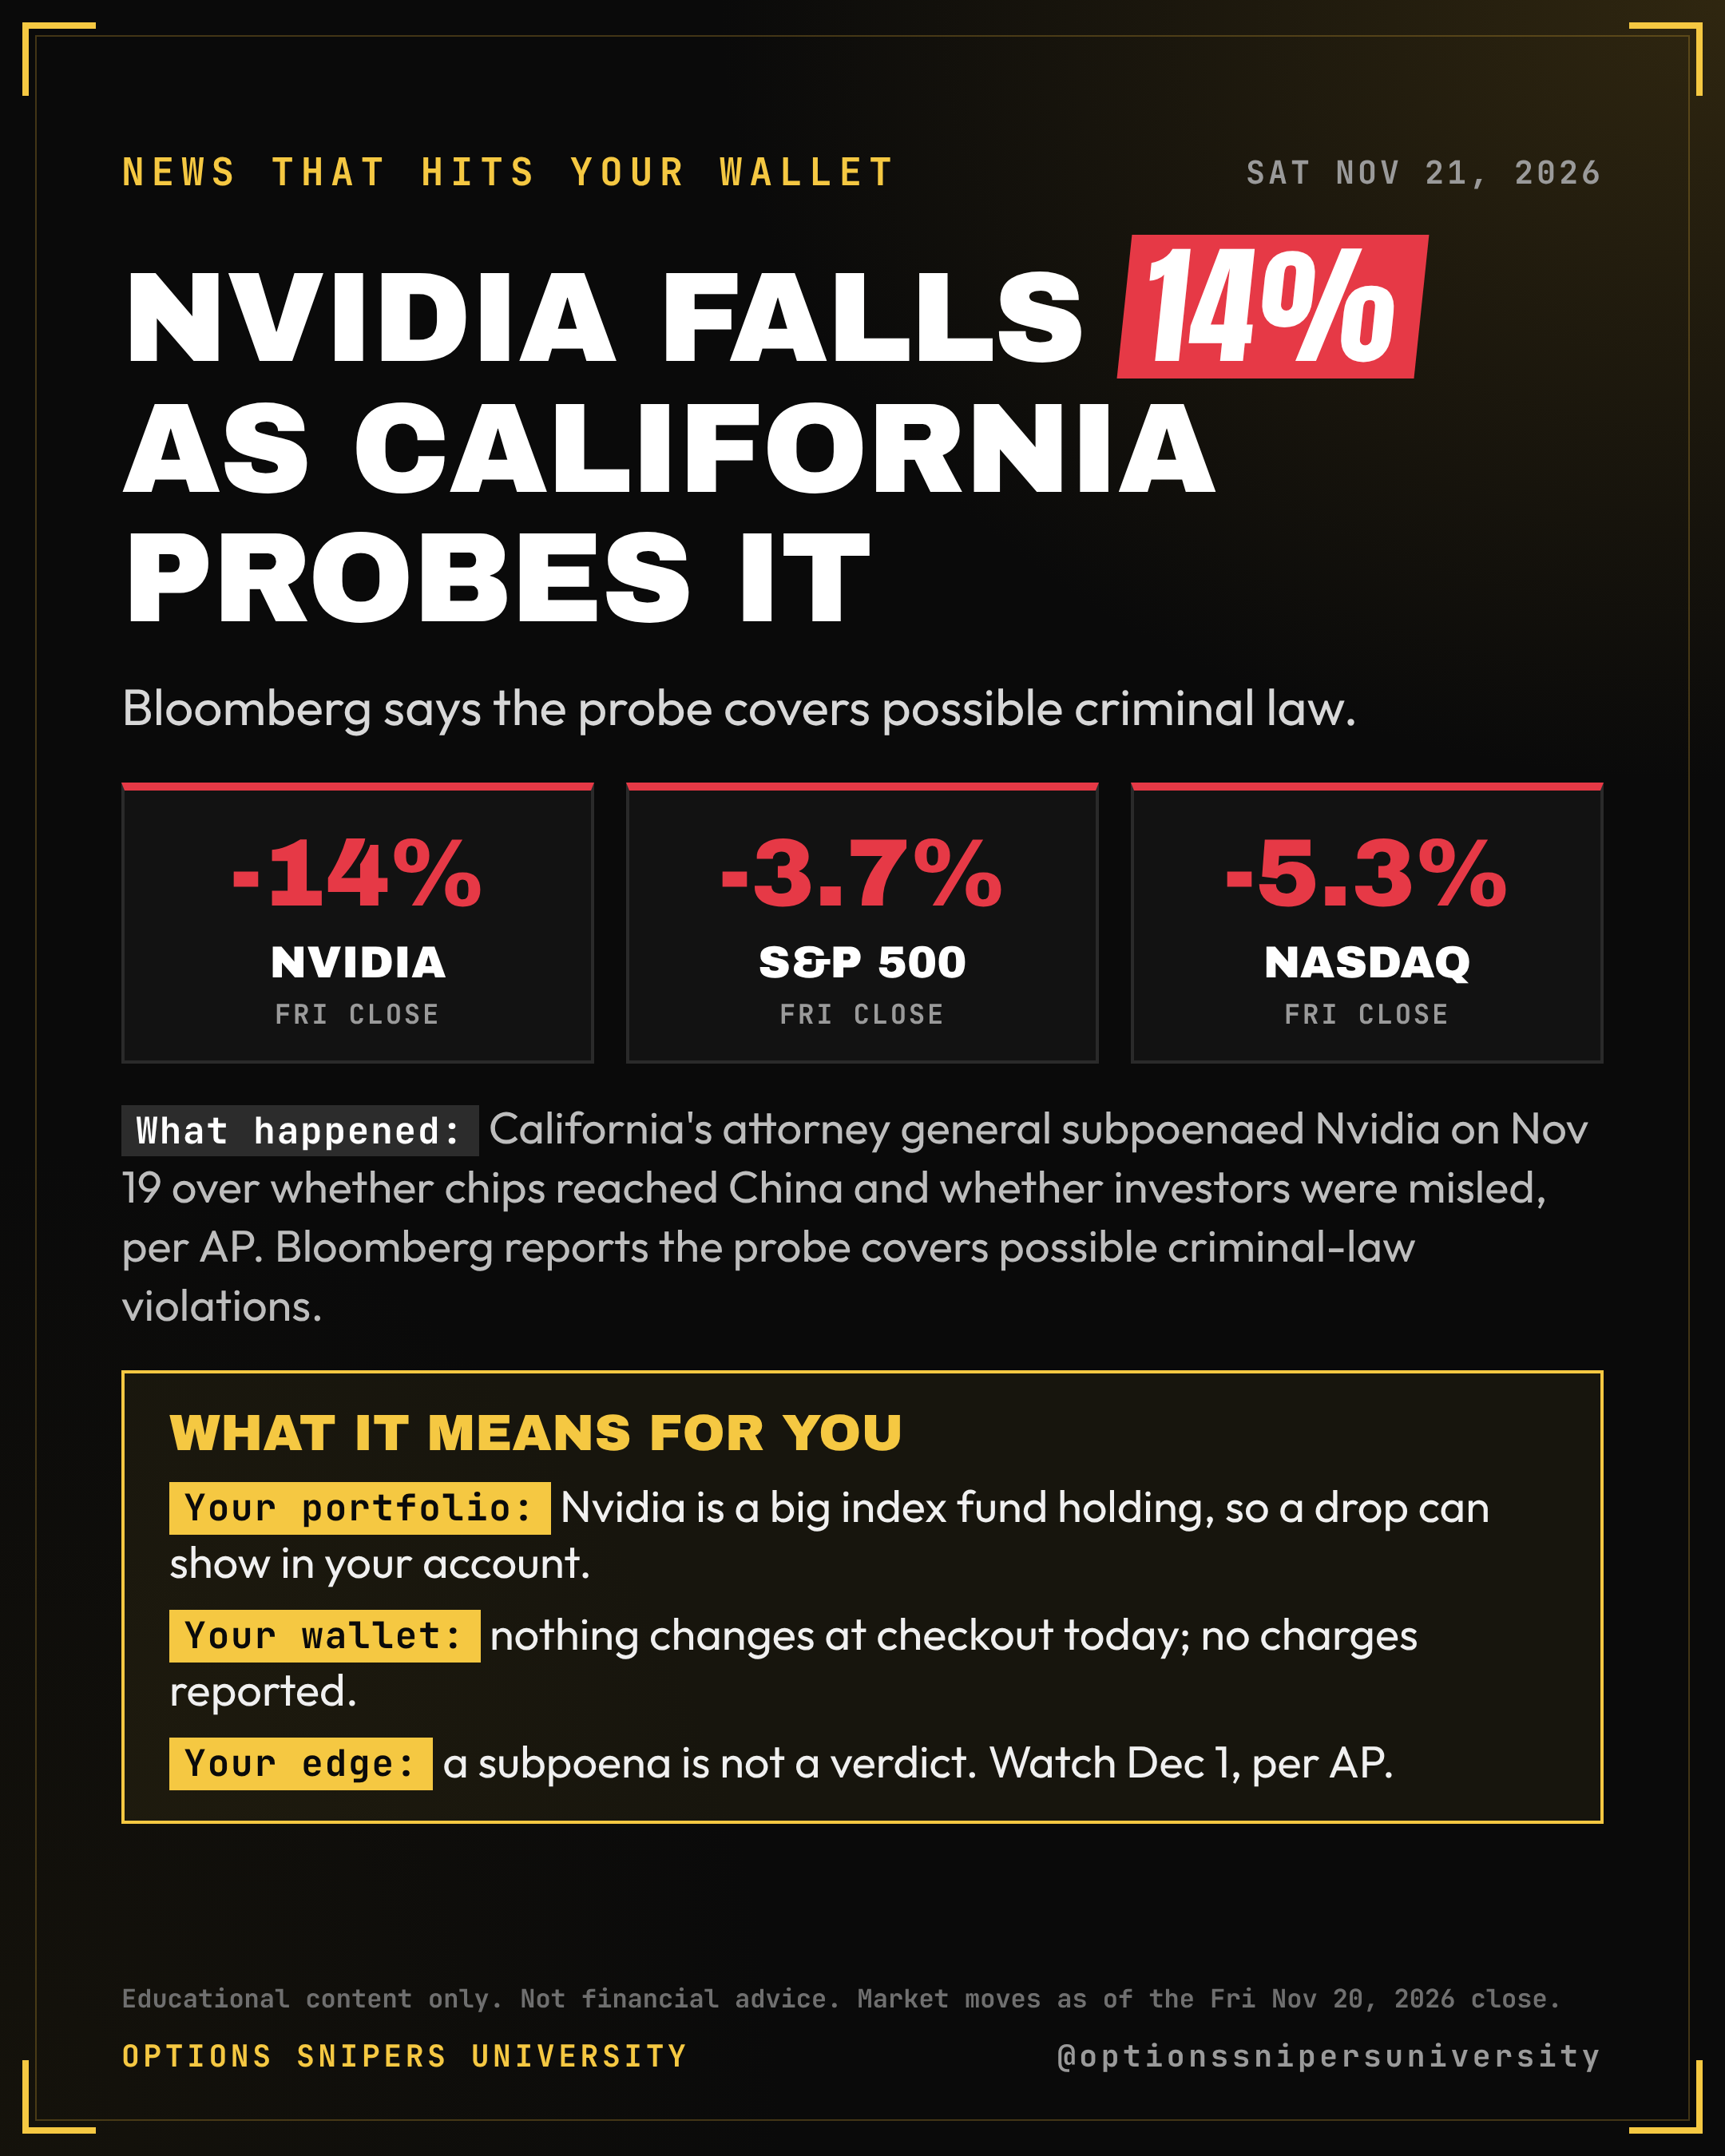 NEWS THAT HITS YOUR WALLET
SAT NOV 21, 2026
NVIDIA FALLS 14%
AS CALIFORNIA
PROBES IT
Bloomberg says the probe covers possible criminal law.
-14%
NVIDIA
FRI CLOSE
-3.7%
S&P 500
FRI CLOSE
-5.3%
NASDAQ
FRI CLOSE
What happened: California's attorney general subpoenaed Nvidia on Nov
19 over whether chips reached China and whether investors were misled,
per AP. Bloomberg reports the probe covers possible criminal-law
violations.
WHAT IT MEANS FOR YOU
Your portfolio: Nvidia is a big index fund holding, so a drop can
show in your account.
Your wallet: nothing changes at checkout today; no charges
reported.
Your edge: a subpoena is not a verdict. Watch Dec 1, per AP.
Educational content only. Not financial advice. Market moves as of the Fri Nov 20, 2026 close.
OPTIONS SNIPERS UNIVERSITY
@optionssnipersuniversity